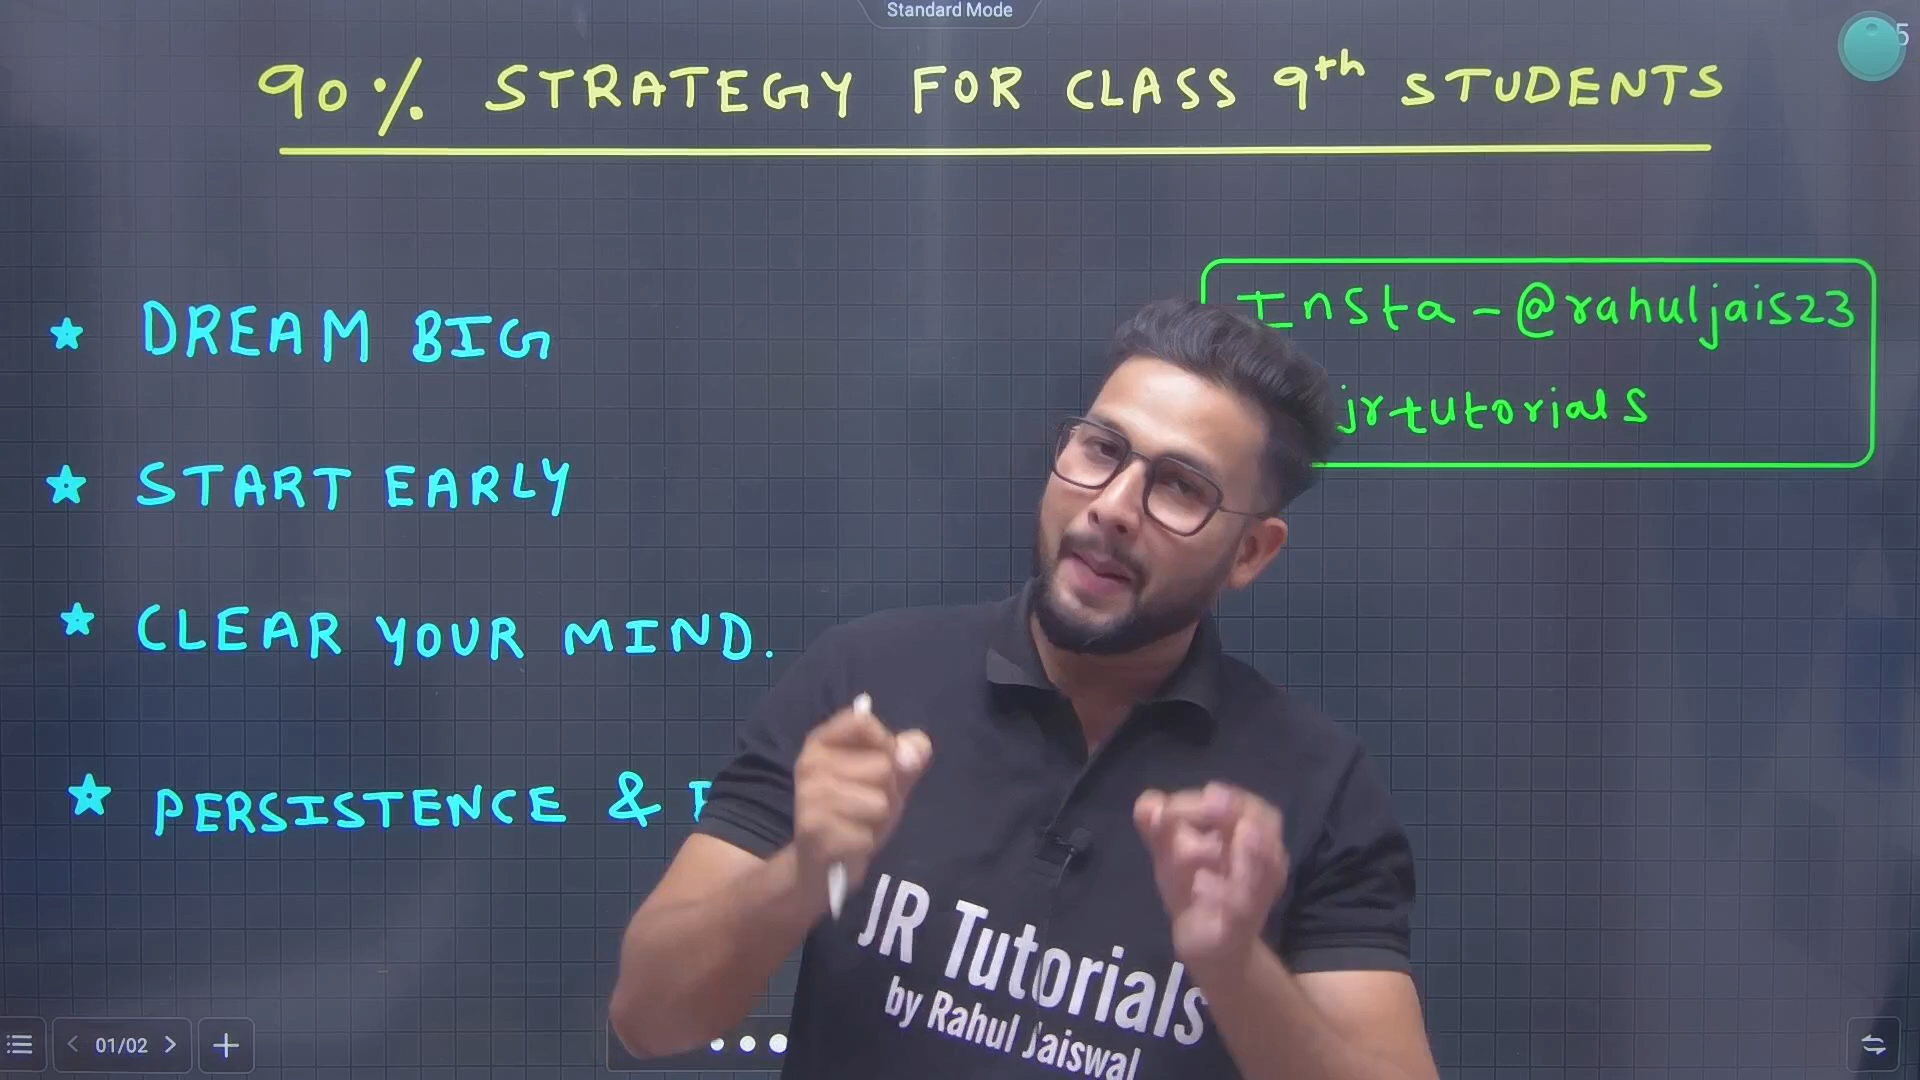 Standard Mode
5
90% STRATEGY FOR CLASS 9th STUDENTS
Insta - @rahuljais23
jrtutorials
DREAM BIG
START EARLY
CLEAR YOUR MIND.
PERSISTENCE &
JR Tutorials
by Rahul Jaiswal
01/02